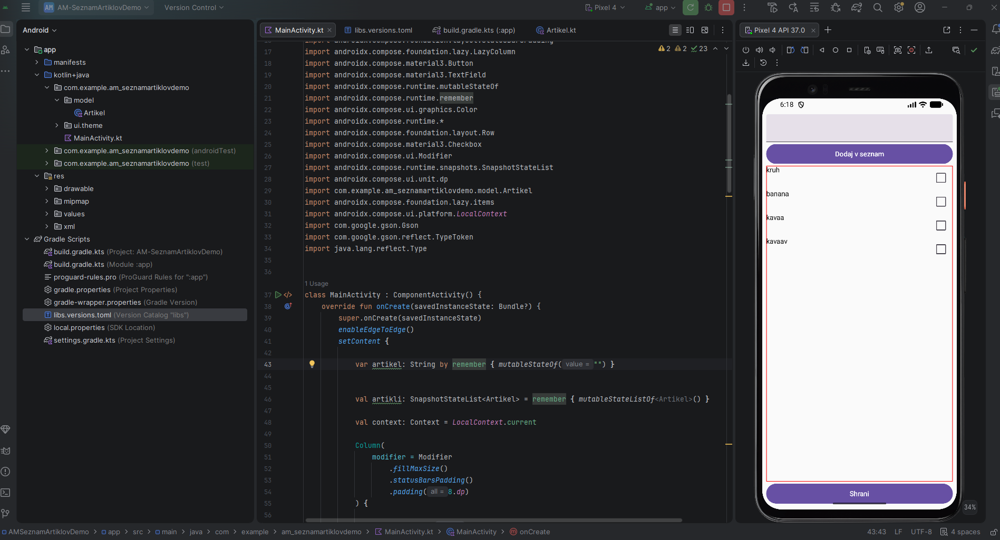 AM AM-SeznamArtiklovDemo Version Control Pixel 4 app
Android
app
manifests
kotlin+java
com.example.am_seznamartiklovdemo
model
Artikel
ui.theme
MainActivity.kt
com.example.am_seznamartiklovdemo (androidTest)
com.example.am_seznamartiklovdemo (test)
res
drawable
mipmap
values
xml
Gradle Scripts
build.gradle.kts (Project: AM-SeznamArtiklovDemo)
build.gradle.kts (Module :app)
proguard-rules.pro (ProGuard Rules for ":app")
gradle.properties (Project Properties)
gradle-wrapper.properties (Gradle Version)
libs.versions.toml (Version Catalog "libs")
local.properties (SDK Location)
settings.gradle.kts (Project Settings)
MainActivity.kt libs.versions.toml build.gradle.kts (:app) Artikel.kt
2 2 23
17 import androidx.compose.foundation.lazy.LazyColumn
18 import androidx.compose.material3.Button
19 import androidx.compose.material3.TextField
20 import androidx.compose.runtime.mutableStateOf
21 import androidx.compose.runtime.remember
22 import androidx.compose.ui.graphics.Color
23 import androidx.compose.runtime.*
24 import androidx.compose.foundation.layout.Row
25 import androidx.compose.material3.Checkbox
26 import androidx.compose.ui.Modifier
27 import androidx.compose.runtime.snapshots.SnapshotStateList
28 import androidx.compose.ui.unit.dp
29 import com.example.am_seznamartiklovdemo.model.Artikel
30 import androidx.compose.foundation.lazy.items
31 import androidx.compose.ui.platform.LocalContext
32 import com.google.gson.Gson
33 import com.google.gson.reflect.TypeToken
34 import java.lang.reflect.Type
35
36
1 Usage
37 class MainActivity : ComponentActivity() {
38 override fun onCreate(savedInstanceState: Bundle?) {
39 super.onCreate(savedInstanceState)
40 enableEdgeToEdge()
41 setContent {
42
43 var artikel: String by remember { mutableStateOf( value = "") }
44
45
46 val artikli: SnapshotStateList<Artikel> = remember { mutableStateListOf<Artikel>() }
47
48 val context: Context = LocalContext.current
49
50 Column(
51 modifier = Modifier
52 .fillMaxSize()
53 .statusBarsPadding()
54 .padding( all = 8.dp)
55 ) {
56
Pixel 4 API 37.0
6:18
Dodaj v seznam
kruh
banana
kavaa
kavaav
Shrani
34%
AMSeznamArtiklovDemo app src main java com example am_seznamartiklovdemo MainActivity.kt MainActivity onCreate 43:43 LF UTF-8 4 spaces